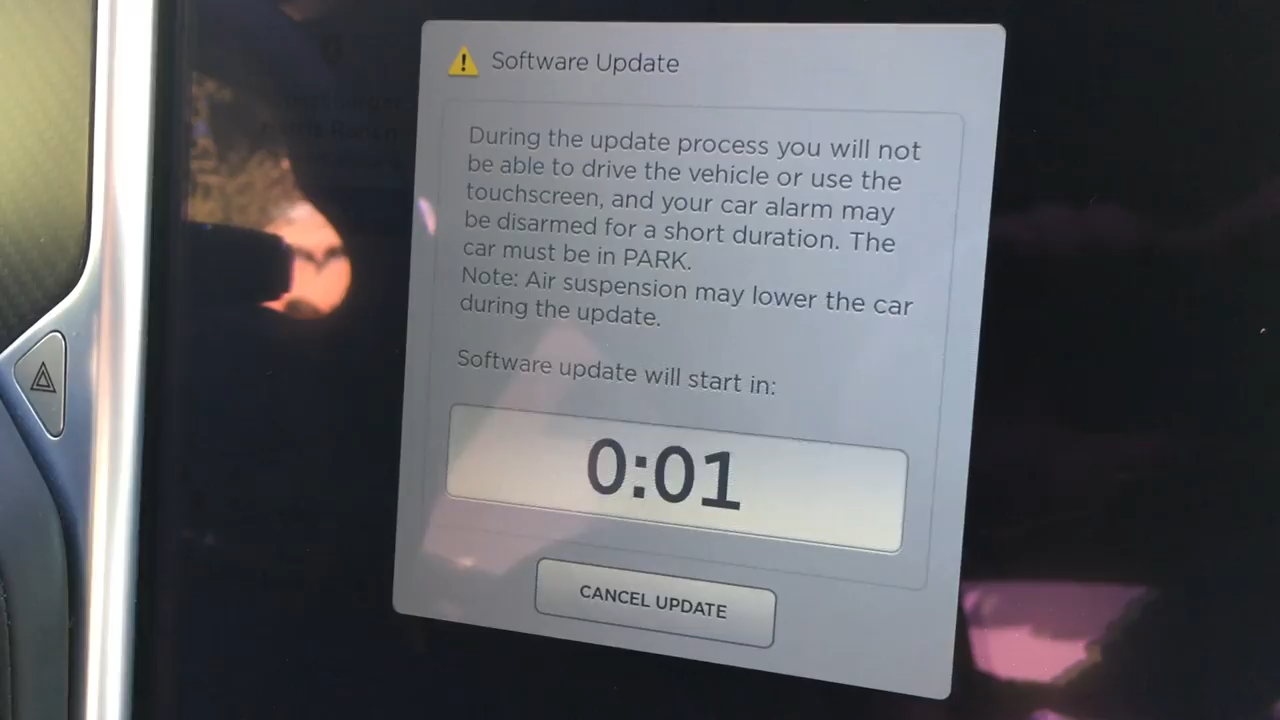 Software Update
During the update process you will not
be able to drive the vehicle or use the
touchscreen, and your car alarm may
be disarmed for a short duration. The
car must be in PARK.
Note: Air suspension may lower the car
during the update.
Software update will start in:
0:01
CANCEL UPDATE